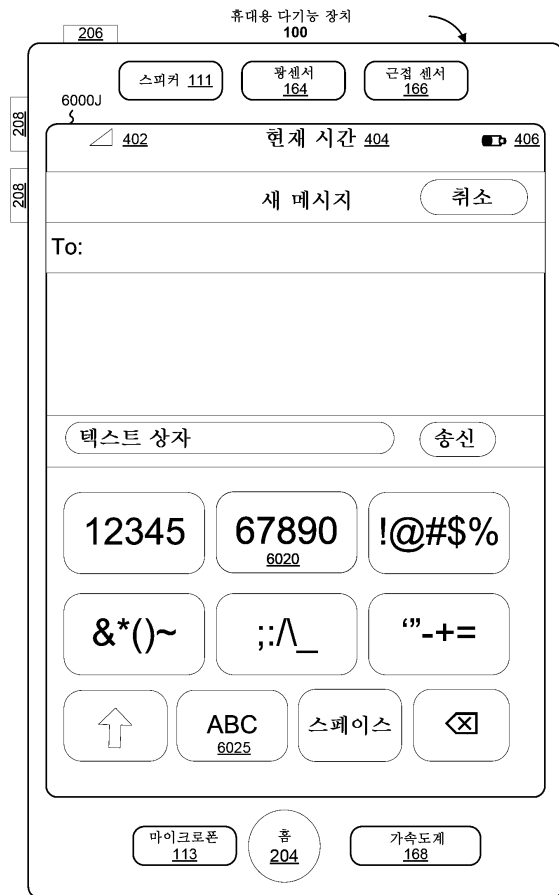 휴대용 다기능 장치
100
206
스피커 111
광센서
164
근접 센서
166
6000J
208
208
402
현재 시간 404
406
새 메시지
취소
To:
텍스트 상자
송신
12345
67890
6020
!@#$%
&*()~
;:/\_
‘”-+=
ABC
6025
스페이스
마이크로폰
113
홈
204
가속도계
168